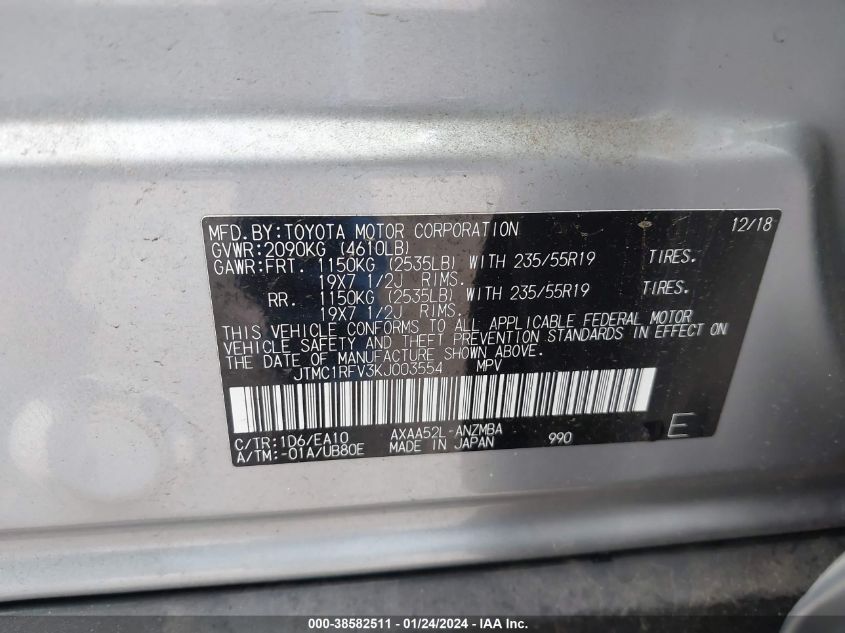 MFD. BY: TOYOTA MOTOR CORPORATION 12/18
GVWR: 2090KG (4610LB)
GAWR: FRT. 1150KG (2535LB) WITH 235/55R19 TIRES.
19X7 1/2J RIMS.
RR. 1150KG (2535LB) WITH 235/55R19 TIRES.
19X7 1/2J RIMS.
THIS VEHICLE CONFORMS TO ALL APPLICABLE FEDERAL MOTOR
VEHICLE SAFETY AND THEFT PREVENTION STANDARDS IN EFFECT ON
THE DATE OF MANUFACTURE SHOWN ABOVE.
JTMC1RFV3KJ003554 MPV
C/TR: 1D6/EA10 AXAA52L-ANZMBA 990 E
A/TM: -01A/UB80E MADE IN JAPAN
000-38582511 - 01/24/2024 - IAA Inc.